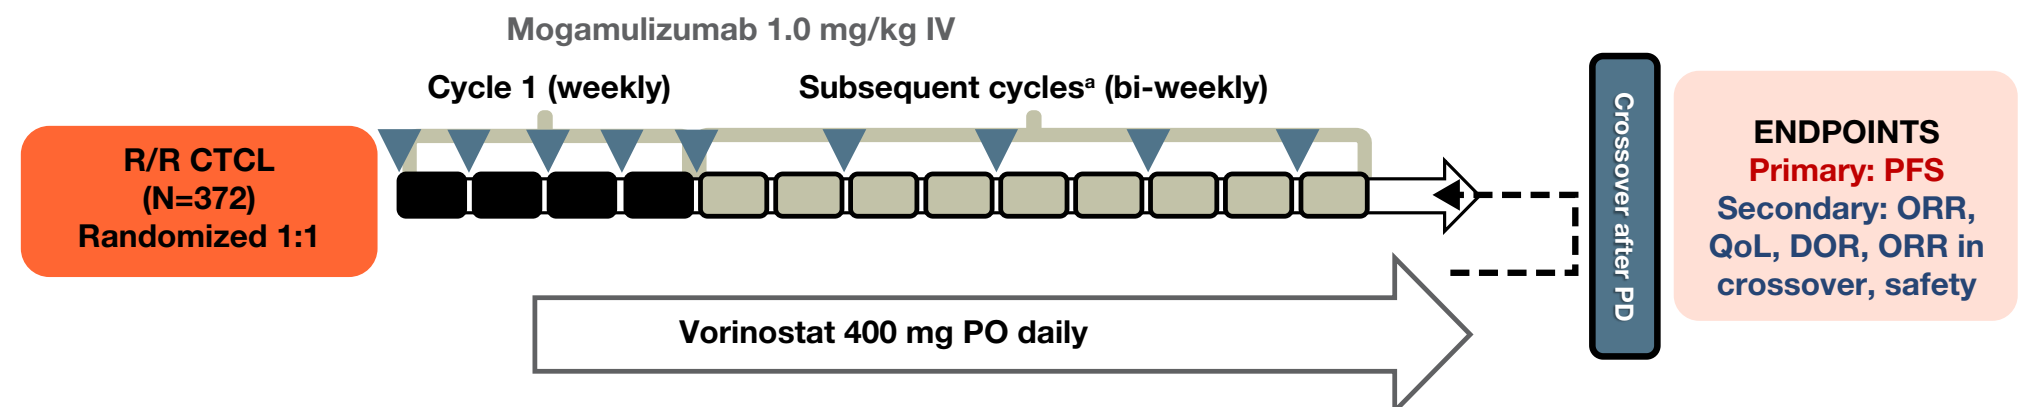 Mogamulizumab 1.0 mg/kg IV
Cycle 1 (weekly)
Subsequent cyclesᵃ (bi-weekly)
R/R CTCL
(N=372)
Randomized 1:1
Vorinostat 400 mg PO daily
Crossover after PD
ENDPOINTS
Primary: PFS
Secondary: ORR,
QoL, DOR, ORR in
crossover, safety